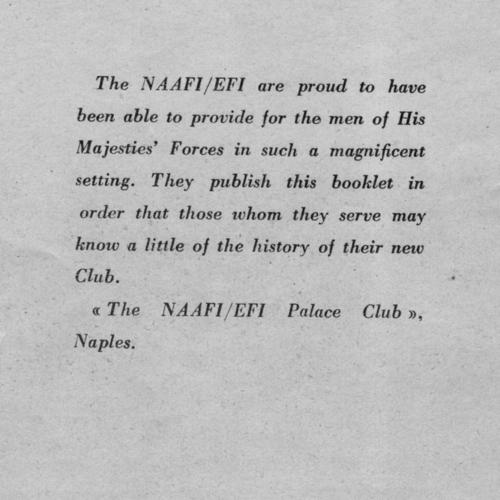 The NAAFI/EFI are proud to have
been able to provide for the men of His
Majesties' Forces in such a magnificent
setting. They publish this booklet in
order that those whom they serve may
know a little of the history of their new
Club.
« The NAAFI/EFI Palace Club »,
Naples.